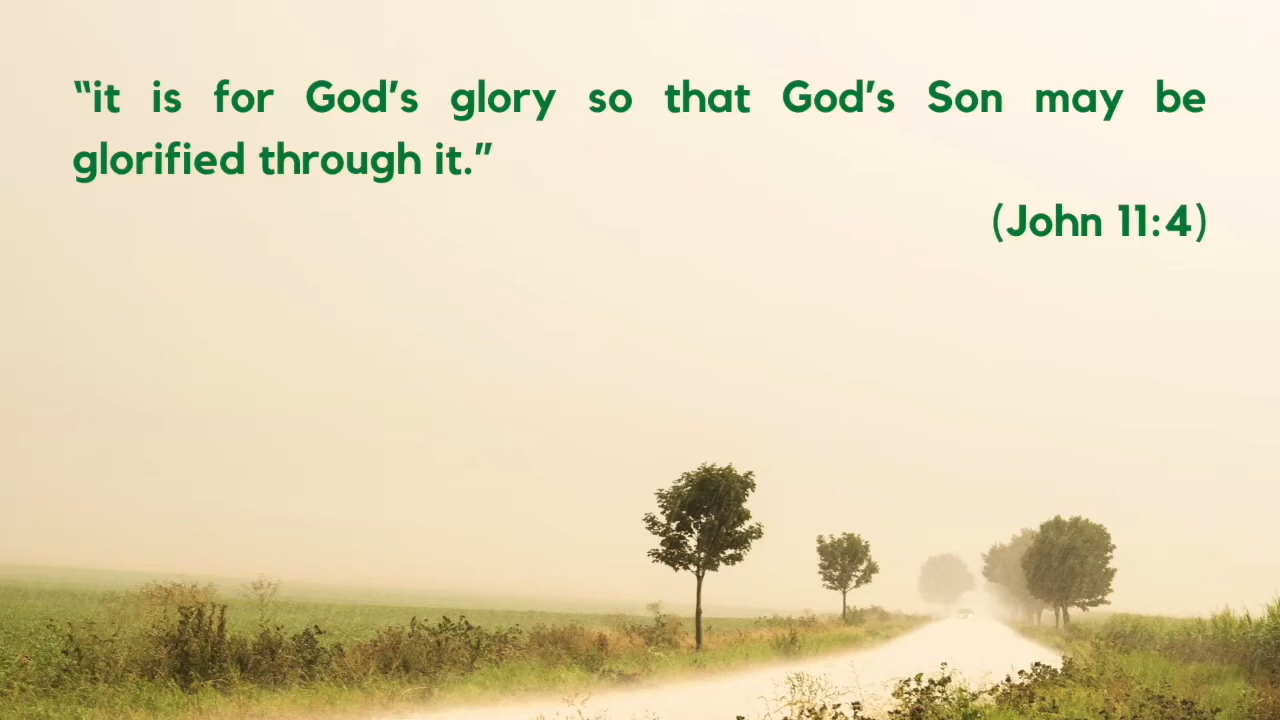 “it is for God’s glory so that God’s Son may be
glorified through it.”
(John 11:4)